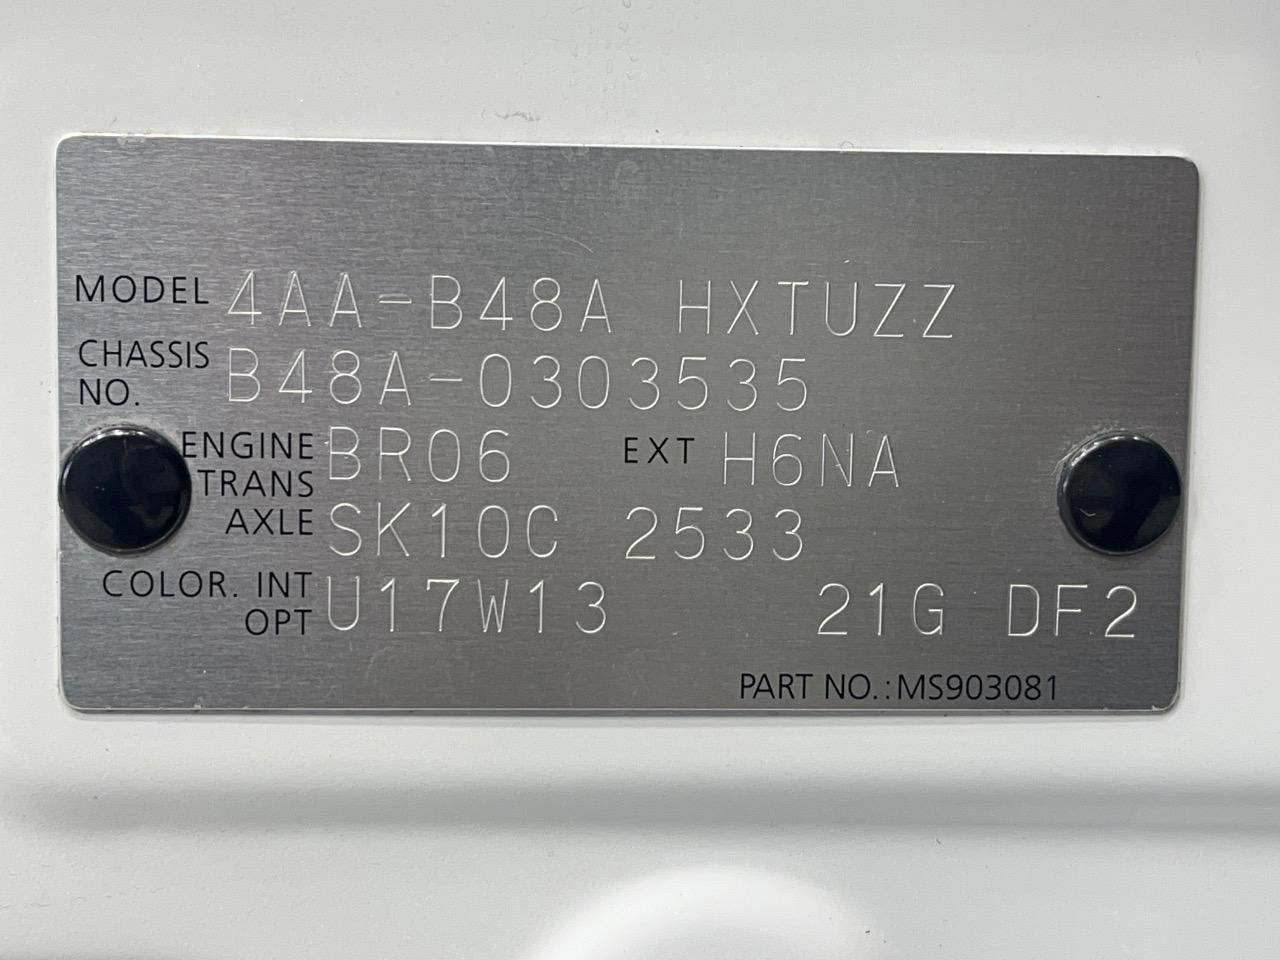 MODEL 4AA-B48A HXTUZZ
CHASSIS NO. B48A-0303535
ENGINE BR06 EXT H6NA
TRANS AXLE SK10C 2533
COLOR. INT OPT U17W13 21G DF2
PART NO.:MS903081